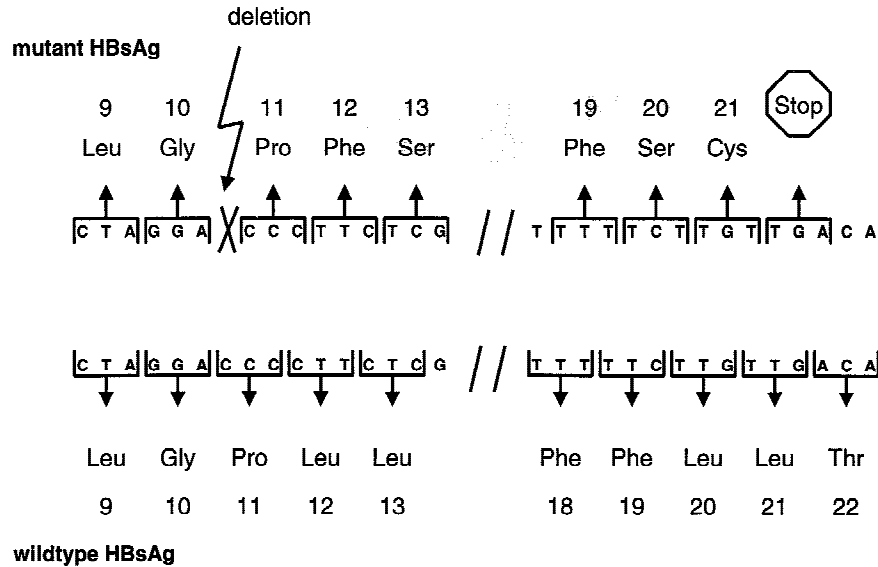 deletion
mutant HBsAg
9 10 11 12 13 19 20 21 Stop
Leu Gly Pro Phe Ser Phe Ser Cys
C T A G G A C C C T T C T C G // T T T T T C T T G T T G A C A
C T A G G A C C C C T T C T C G // T T T T T C T T G T T G A C A
Leu Gly Pro Leu Leu Phe Phe Leu Leu Thr
9 10 11 12 13 18 19 20 21 22
wildtype HBsAg